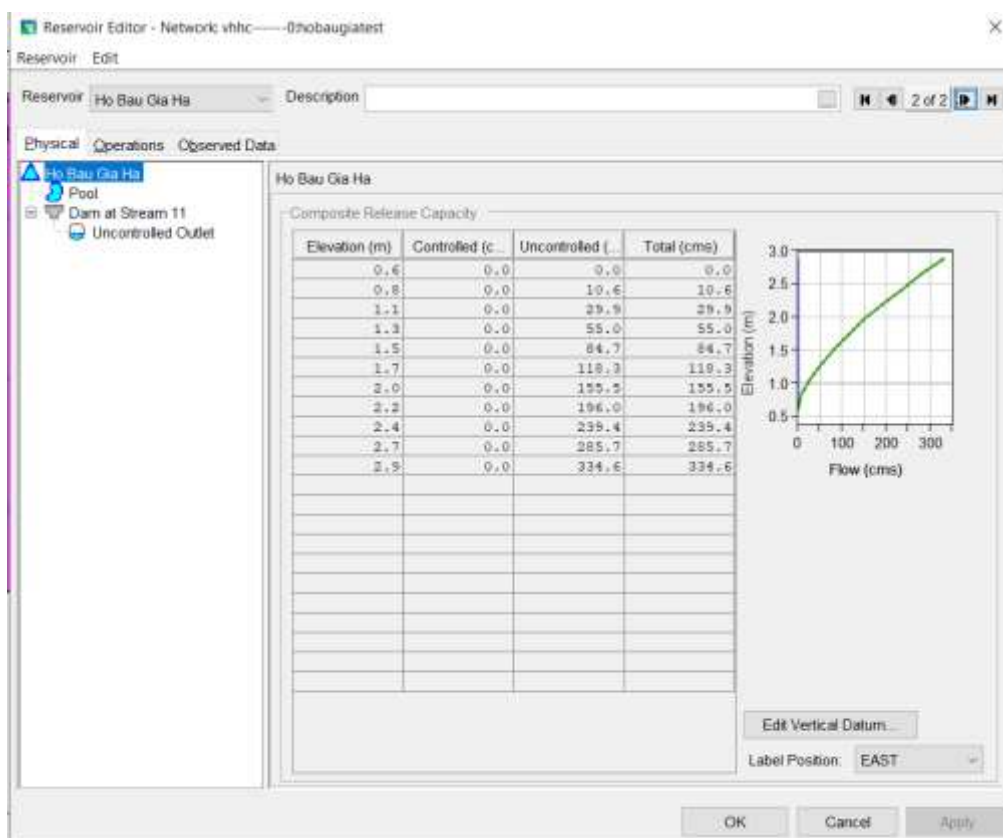 Reservoir Editor - Network: vhhc-------0:hobaugiatest
Reservoir Edit
Reservoir Ho Bau Gia Ha Description 2 of 2
Physical Operations Observed Data
Ho Bau Gia Ha
Pool
Dam at Stream 11
Uncontrolled Outlet
Ho Bau Gia Ha
Composite Release Capacity
Elevation (m) Controlled (c... Uncontrolled (... Total (cms)
0.6 0.0 0.0 0.0
0.8 0.0 10.6 10.6
1.1 0.0 29.9 29.9
1.3 0.0 55.0 55.0
1.5 0.0 84.7 84.7
1.7 0.0 118.3 118.3
2.0 0.0 155.5 155.5
2.2 0.0 196.0 196.0
2.4 0.0 239.4 239.4
2.7 0.0 285.7 285.7
2.9 0.0 334.6 334.6
3.0
2.5
2.0
1.5
1.0
0.5
Elevation (m)
0 100 200 300
Flow (cms)
Edit Vertical Datum...
Label Position: EAST
OK Cancel Apply